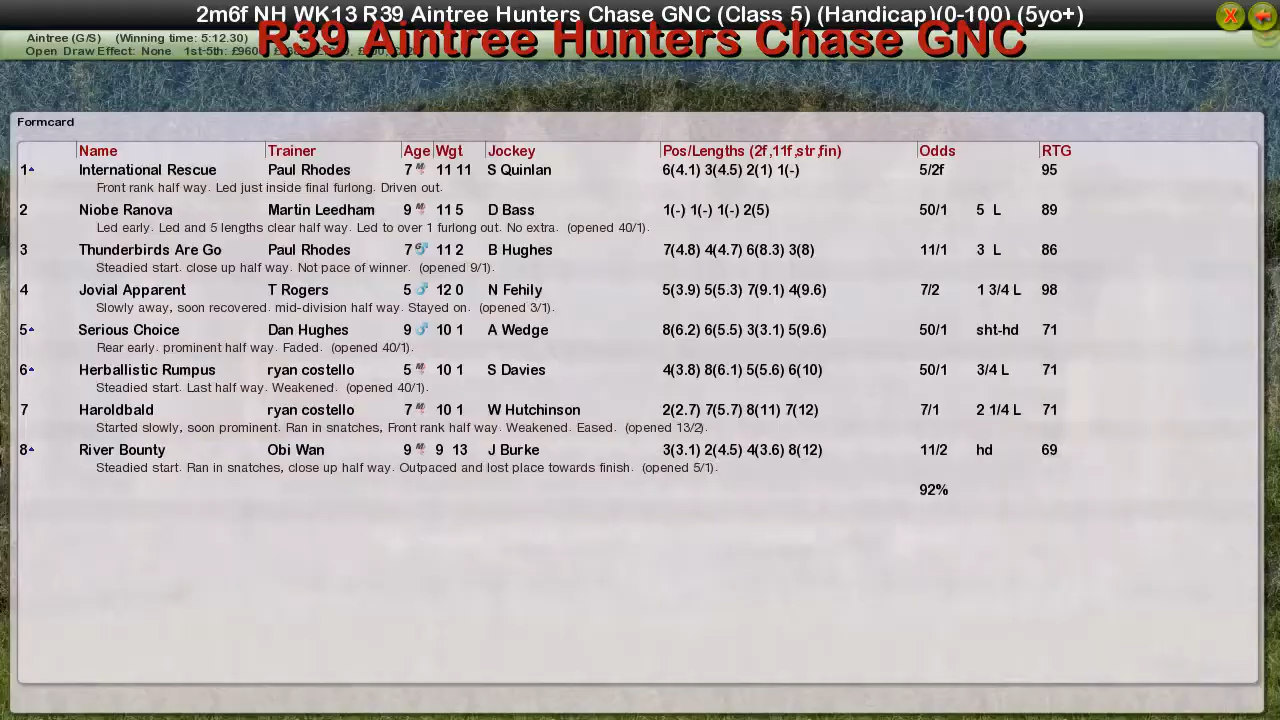 2m6f NH WK13 R39 Aintree Hunters Chase GNC (Class 5) (Handicap)(0-100) (5yo+)
R39 Aintree Hunters Chase GNC
Aintree (G/S) (Winning time: 5:12.30)
Open Draw Effect: None 1st-5th: £960
Formcard
Name Trainer Age Wgt Jockey Pos/Lengths (2f,11f,str,fin) Odds RTG
1 International Rescue Paul Rhodes 7 11 11 S Quinlan 6(4.1) 3(4.5) 2(1) 1(-) 5/2f 95
Front rank half way. Led just inside final furlong. Driven out.
2 Niobe Ranova Martin Leedham 9 11 5 D Bass 1(-) 1(-) 1(-) 2(5) 50/1 5 L 89
Led early. Led and 5 lengths clear half way. Led to over 1 furlong out. No extra. (opened 40/1).
3 Thunderbirds Are Go Paul Rhodes 7 11 2 B Hughes 7(4.8) 4(4.7) 6(8.3) 3(8) 11/1 3 L 86
Steadied start. close up half way. Not pace of winner. (opened 9/1).
4 Jovial Apparent T Rogers 5 12 0 N Fehily 5(3.9) 5(5.3) 7(9.1) 4(9.6) 7/2 1 3/4 L 98
Slowly away, soon recovered. mid-division half way. Stayed on. (opened 3/1).
5 Serious Choice Dan Hughes 9 10 1 A Wedge 8(6.2) 6(5.5) 3(3.1) 5(9.6) 50/1 sht-hd 71
Rear early. prominent half way. Faded. (opened 40/1).
6 Herballistic Rumpus ryan costello 5 10 1 S Davies 4(3.8) 8(6.1) 5(5.6) 6(10) 50/1 3/4 L 71
Steadied start. Last half way. Weakened. (opened 40/1).
7 Haroldbald ryan costello 7 10 1 W Hutchinson 2(2.7) 7(5.7) 8(11) 7(12) 7/1 2 1/4 L 71
Started slowly, soon prominent. Ran in snatches, Front rank half way. Weakened. Eased. (opened 13/2).
8 River Bounty Obi Wan 9 9 13 J Burke 3(3.1) 2(4.5) 4(3.6) 8(12) 11/2 hd 69
Steadied start. Ran in snatches, close up half way. Outpaced and lost place towards finish. (opened 5/1).
92%